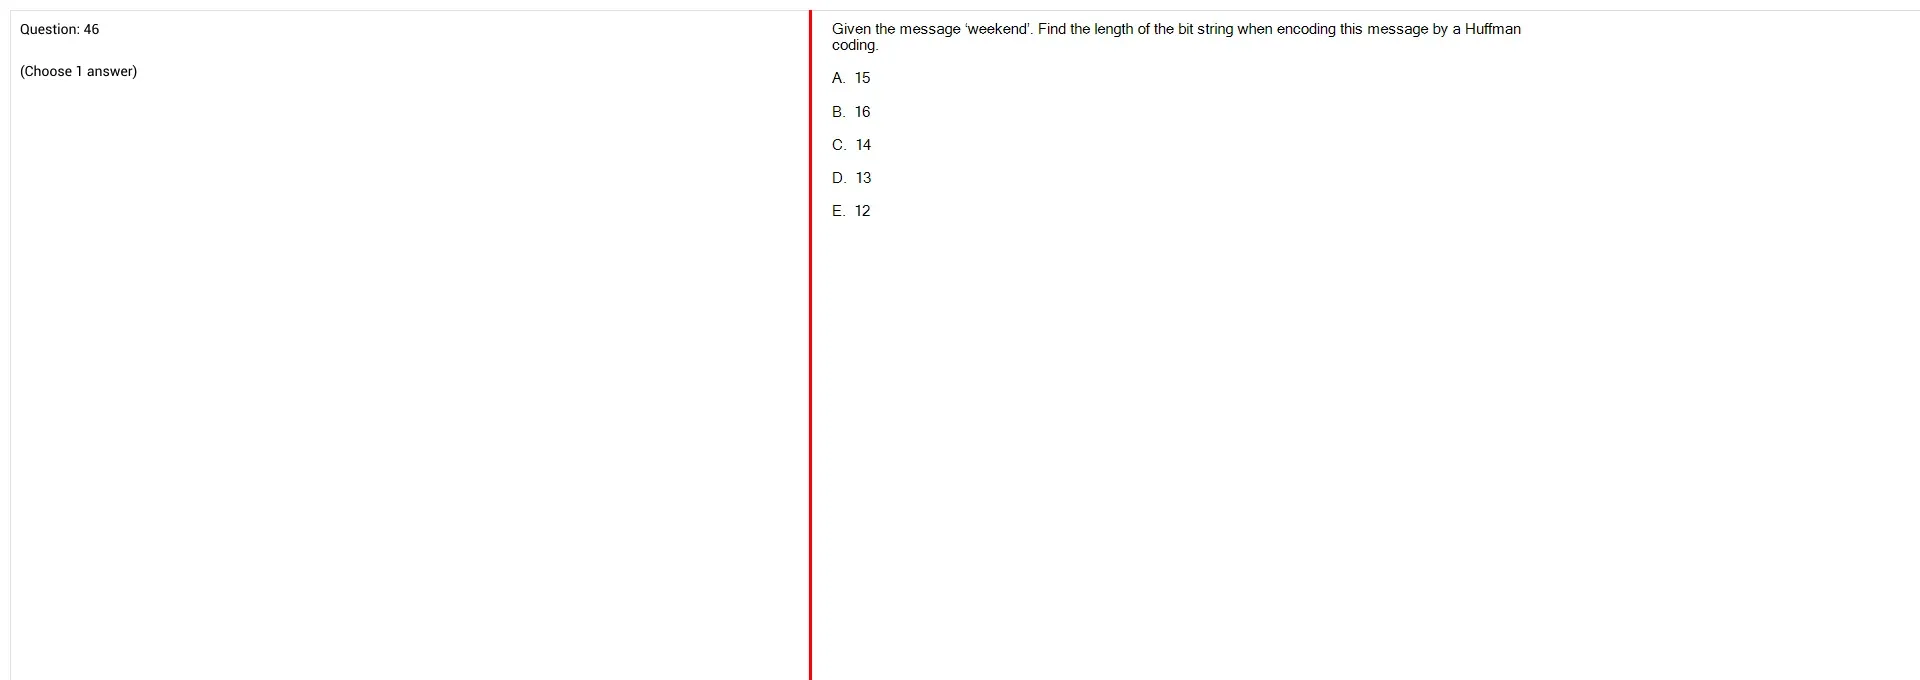 Question: 46
(Choose 1 answer)
Given the message ‘weekend’. Find the length of the bit string when encoding this message by a Huffman
coding.
A. 15
B. 16
C. 14
D. 13
E. 12